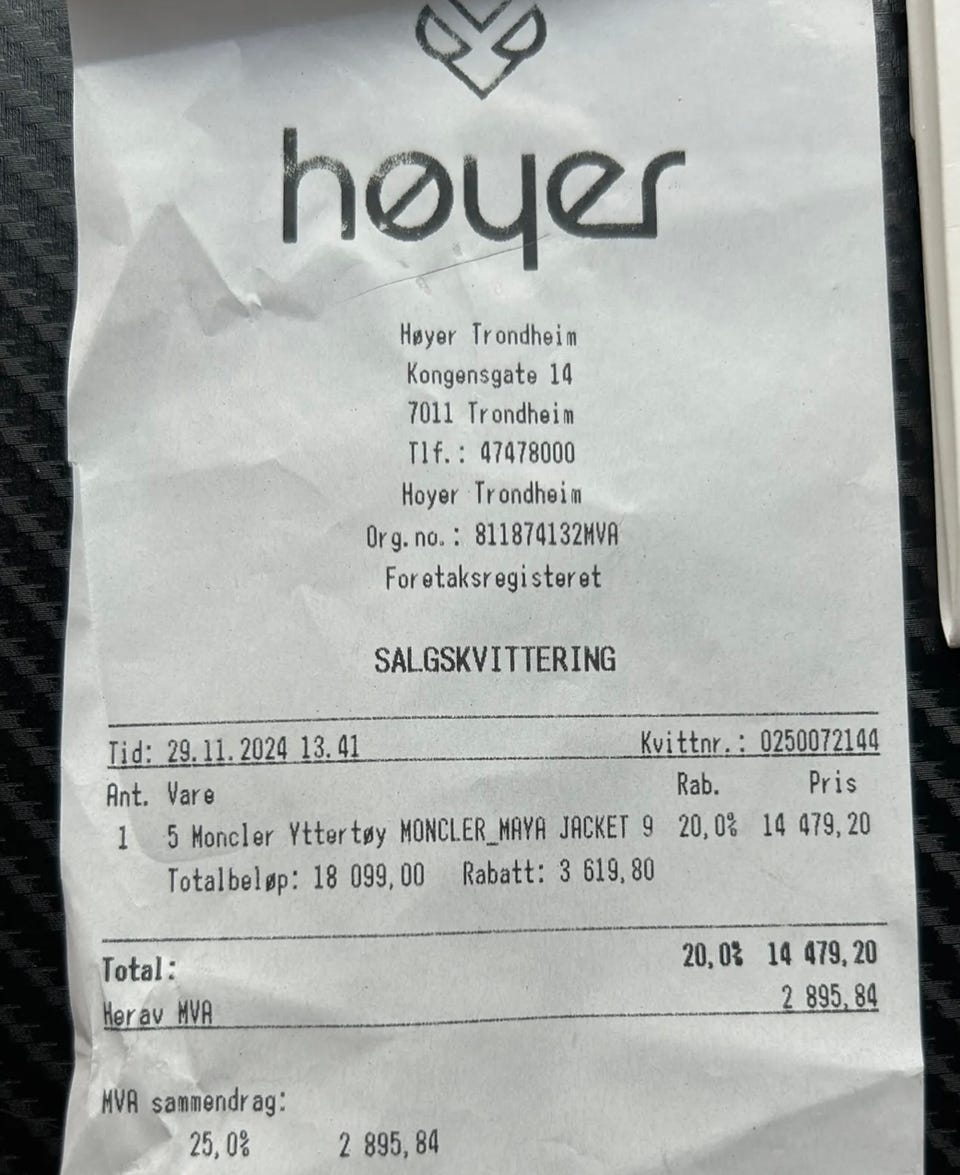 høyer
Høyer Trondheim
Kongensgate 14
7011 Trondheim
Tlf.: 47478000
Hoyer Trondheim
Org.no.: 811874132MVA
Foretaksregisteret
SALGSKVITTERING
Tid: 29.11.2024 13.41 Kvittnr.: 0250072144
Ant. Vare Rab. Pris
1 5 Moncler Yttertøy MONCLER_MAYA JACKET 9 20,0% 14 479,20
Totalbeløp: 18 099,00 Rabatt: 3 619,80
Total: 20,0% 14 479,20
Herav MVA 2 895,84
MVA sammendrag:
25,0% 2 895,84